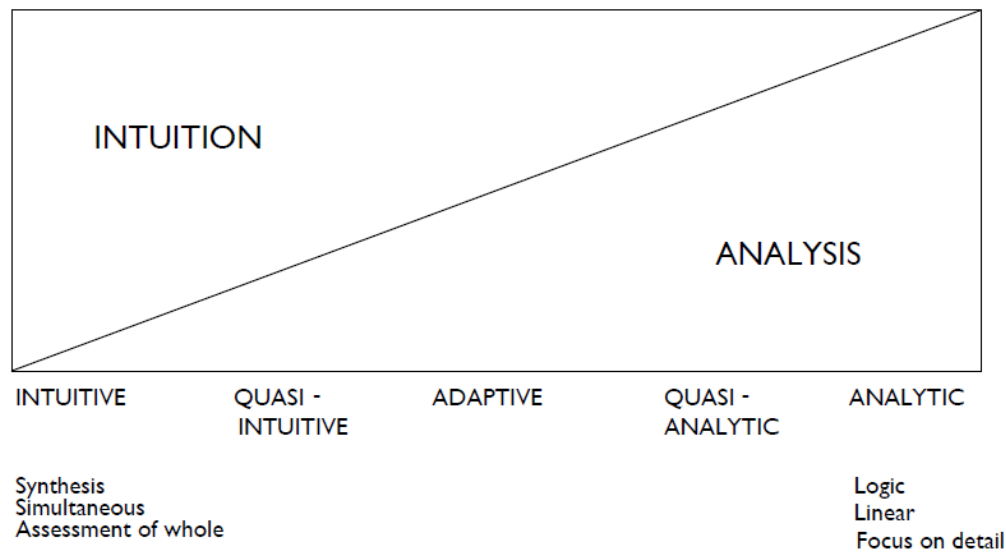 INTUITION
ANALYSIS
INTUITIVE
QUASI -
INTUITIVE
ADAPTIVE
QUASI -
ANALYTIC
ANALYTIC
Synthesis
Simultaneous
Assessment of whole
Logic
Linear
Focus on detail